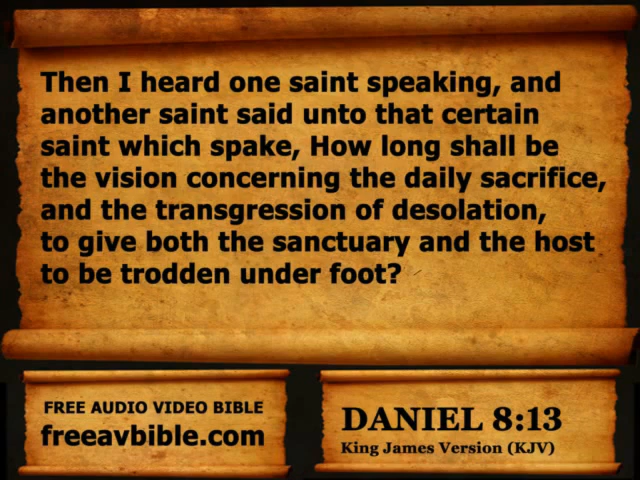 Then I heard one saint speaking, and
another saint said unto that certain
saint which spake, How long shall be
the vision concerning the daily sacrifice,
and the transgression of desolation,
to give both the sanctuary and the host
to be trodden under foot?
FREE AUDIO VIDEO BIBLE
freeavbible.com
DANIEL 8:13
King James Version (KJV)